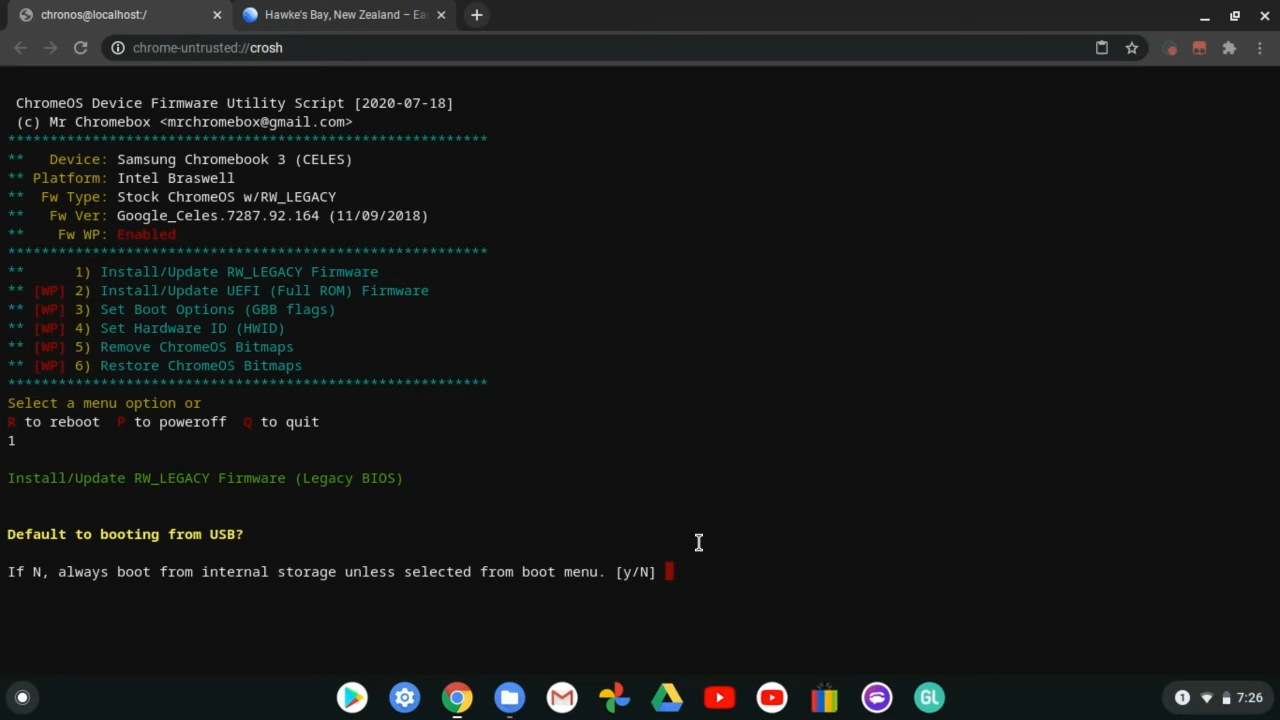 chronos@localhost:/
Hawke's Bay, New Zealand – Ea
chrome-untrusted://crosh
ChromeOS Device Firmware Utility Script [2020-07-18]
(c) Mr Chromebox <mrchromebox@gmail.com>
*********************************************************
** Device: Samsung Chromebook 3 (CELES)
** Platform: Intel Braswell
** Fw Type: Stock ChromeOS w/RW_LEGACY
** Fw Ver: Google_Celes.7287.92.164 (11/09/2018)
** Fw WP: Enabled
*********************************************************
** 1) Install/Update RW_LEGACY Firmware
** [WP] 2) Install/Update UEFI (Full ROM) Firmware
** [WP] 3) Set Boot Options (GBB flags)
** [WP] 4) Set Hardware ID (HWID)
** [WP] 5) Remove ChromeOS Bitmaps
** [WP] 6) Restore ChromeOS Bitmaps
*********************************************************
Select a menu option or
R to reboot P to poweroff Q to quit
1
Install/Update RW_LEGACY Firmware (Legacy BIOS)
Default to booting from USB?
If N, always boot from internal storage unless selected from boot menu. [y/N]
GL
1 7:26